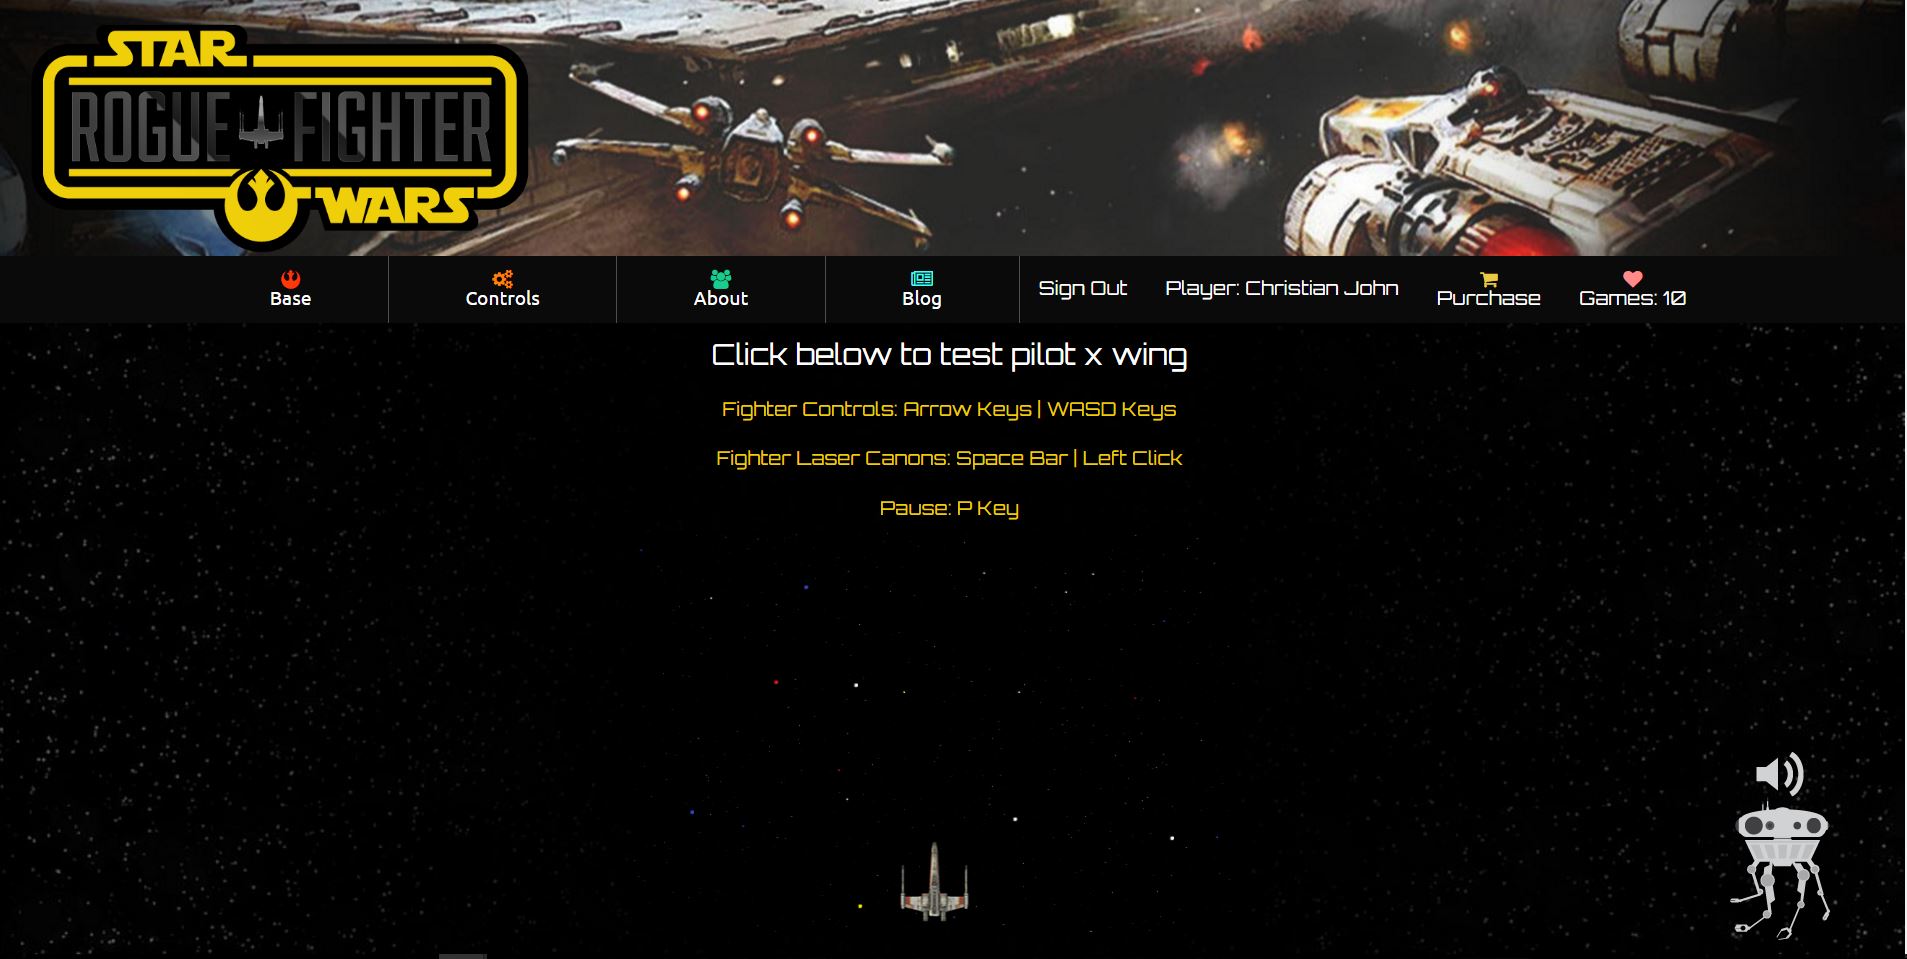 STAR
ROGUE FIGHTER
WARS
Base
Controls
About
Blog
Sign Out
Player: Christian John
Purchase
Games: 10
Click below to test pilot x wing
Fighter Controls: Arrow Keys | WASD Keys
Fighter Laser Canons: Space Bar | Left Click
Pause: P Key